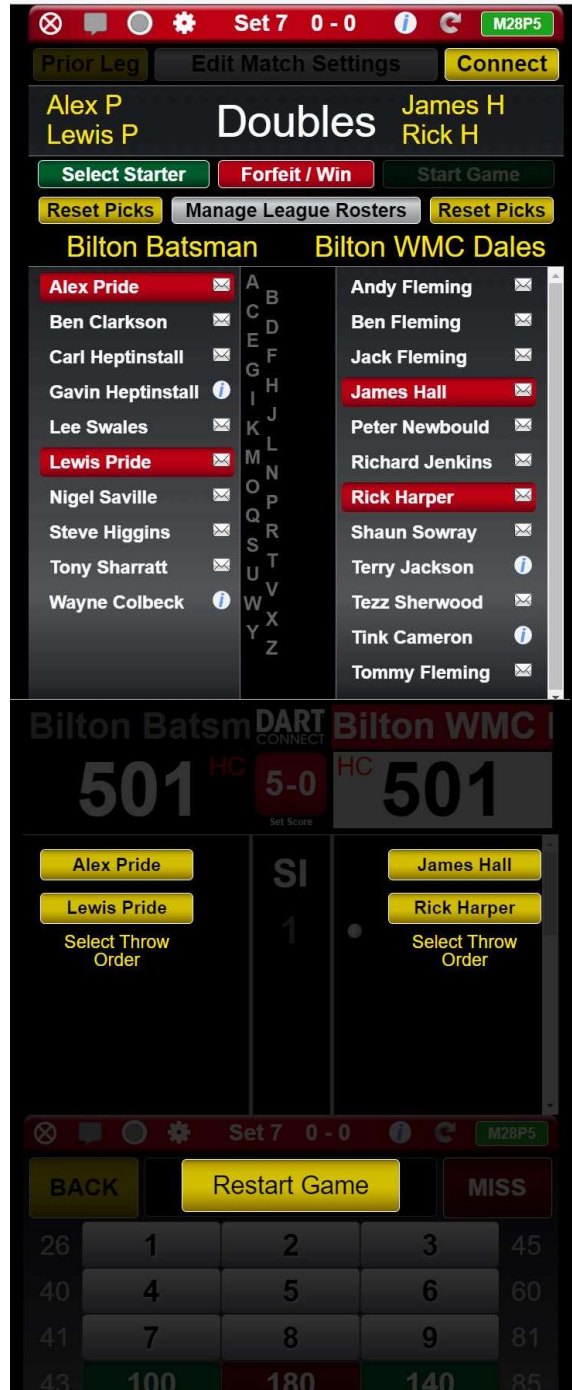 Set 7 0 - 0 M28P5
Prior Leg Edit Match Settings Connect
Alex P
Lewis P
Doubles
James H
Rick H
Select Starter Forfeit / Win Start Game
Reset Picks Manage League Rosters Reset Picks
Bilton Batsman Bilton WMC Dales
Alex Pride
Ben Clarkson
Carl Heptinstall
Gavin Heptinstall
Lee Swales
Lewis Pride
Nigel Saville
Steve Higgins
Tony Sharratt
Wayne Colbeck
A
B
C
D
E
F
G
H
I
J
K
L
M
N
O
P
Q
R
S
T
U
V
W
X
Y
Z
Andy Fleming
Ben Fleming
Jack Fleming
James Hall
Peter Newbould
Richard Jenkins
Rick Harper
Shaun Sowray
Terry Jackson
Tezz Sherwood
Tink Cameron
Tommy Fleming
Bilton Batsm DART CONNECT Bilton WMC
501 HC 5-0 HC 501
Set Score
Alex Pride SI James Hall
Lewis Pride 1 Rick Harper
Select Throw
Order
Select Throw
Order
Set 7 0 - 0 M28P5
BACK Restart Game MISS
26 1 2 3 45
40 4 5 6 60
41 7 8 9 81
43 100 180 140 85